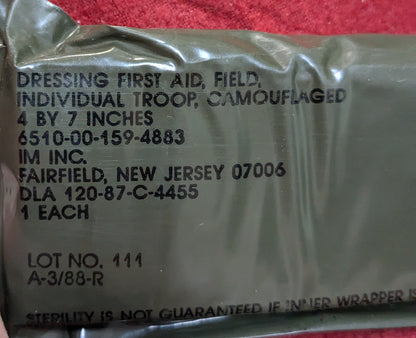 DRESSING FIRST AID, FIELD,
INDIVIDUAL TROOP, CAMOUFLAGED
4 BY 7 INCHES
6510-00-159-4883
IM INC.
FAIRFIELD, NEW JERSEY 07006
DLA 120-87-C-4455
1 EACH
LOT NO. 111
A-3/88-R
STERILITY IS NOT GUARANTEED IF INNER WRAPPER IS